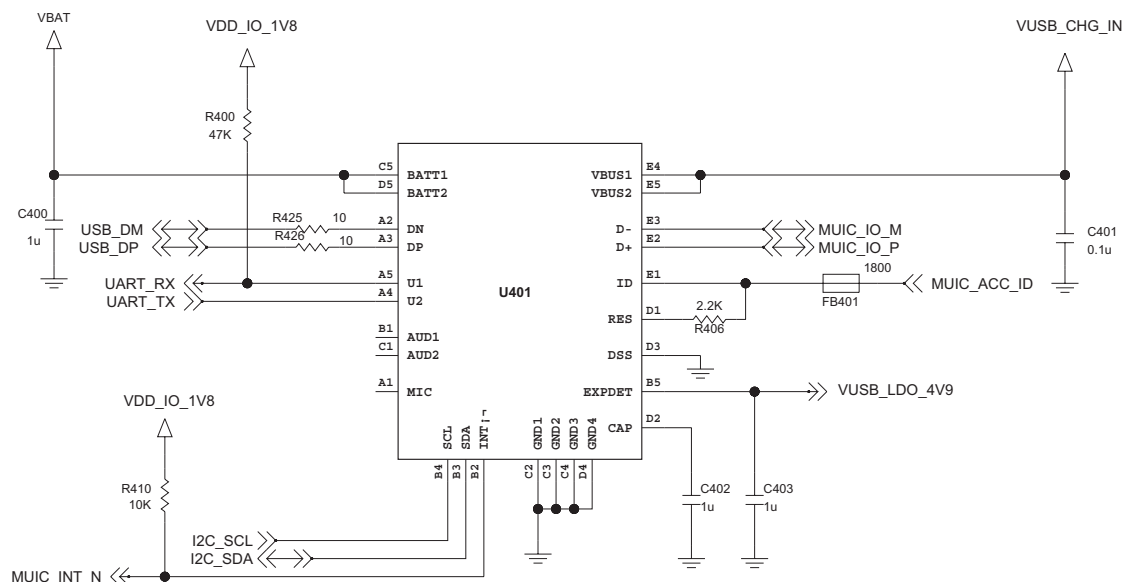 VBAT
VDD_IO_1V8
VUSB_CHG_IN
R400
47K
C5
BATT1
D5
BATT2
E4
VBUS1
E5
VBUS2
C400
1u
USB_DM
USB_DP
R425
10
R426
10
A2
DN
A3
DP
E3
D-
E2
D+
MUIC_IO_M
MUIC_IO_P
C401
0.1u
UART_RX
UART_TX
A5
U1
A4
U2
U401
E1
ID
1800
FB401
MUIC_ACC_ID
2.2K
R406
D1
RES
B1
AUD1
C1
AUD2
D3
DSS
A1
MIC
B5
EXPDET
VUSB_LDO_4V9
D2
CAP
VDD_IO_1V8
SCL
SDA
INT
GND1
GND2
GND3
GND4
B4
B3
B2
C2
C3
C4
D4
R410
10K
C402
1u
C403
1u
I2C_SCL
I2C_SDA
MUIC_INT_N